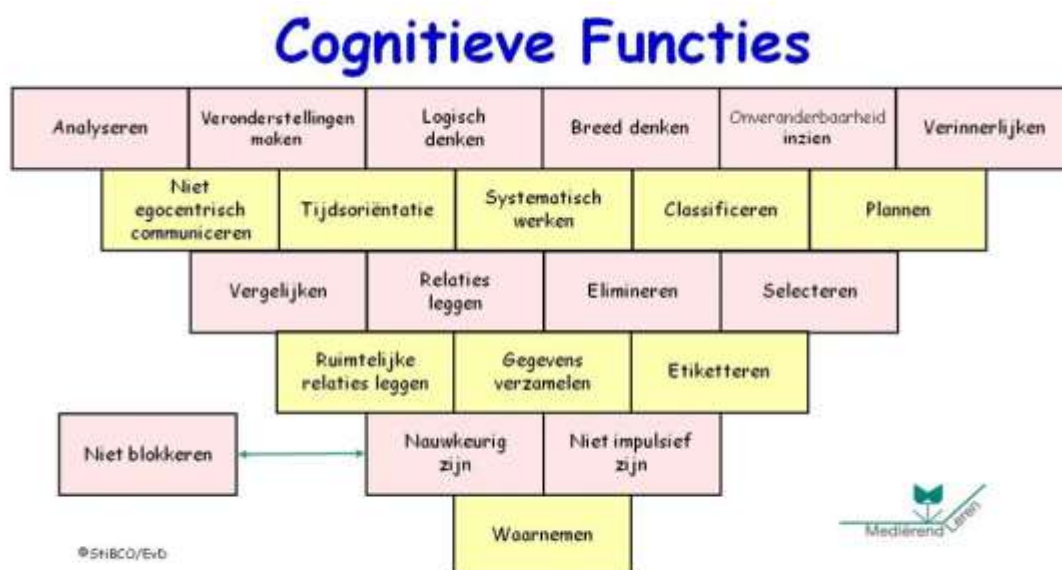 Cognitieve Functies
Analyseren
Veronderstellingen
maken
Logisch
denken
Breed denken
Onveranderbaarheid
inzien
Verinnerlijken
Niet
egocentrisch
communiceren
Tijdsoriëntatie
Systematisch
werken
Classificeren
Plannen
Vergelijken
Relaties
leggen
Elimineren
Selecteren
Ruimtelijke
relaties leggen
Gegevens
verzamelen
Etiketteren
Niet blokkeren
Nauwkeurig
zijn
Niet impulsief
zijn
Waarnemen
Mediërend Leren
©StiBCO/EvD